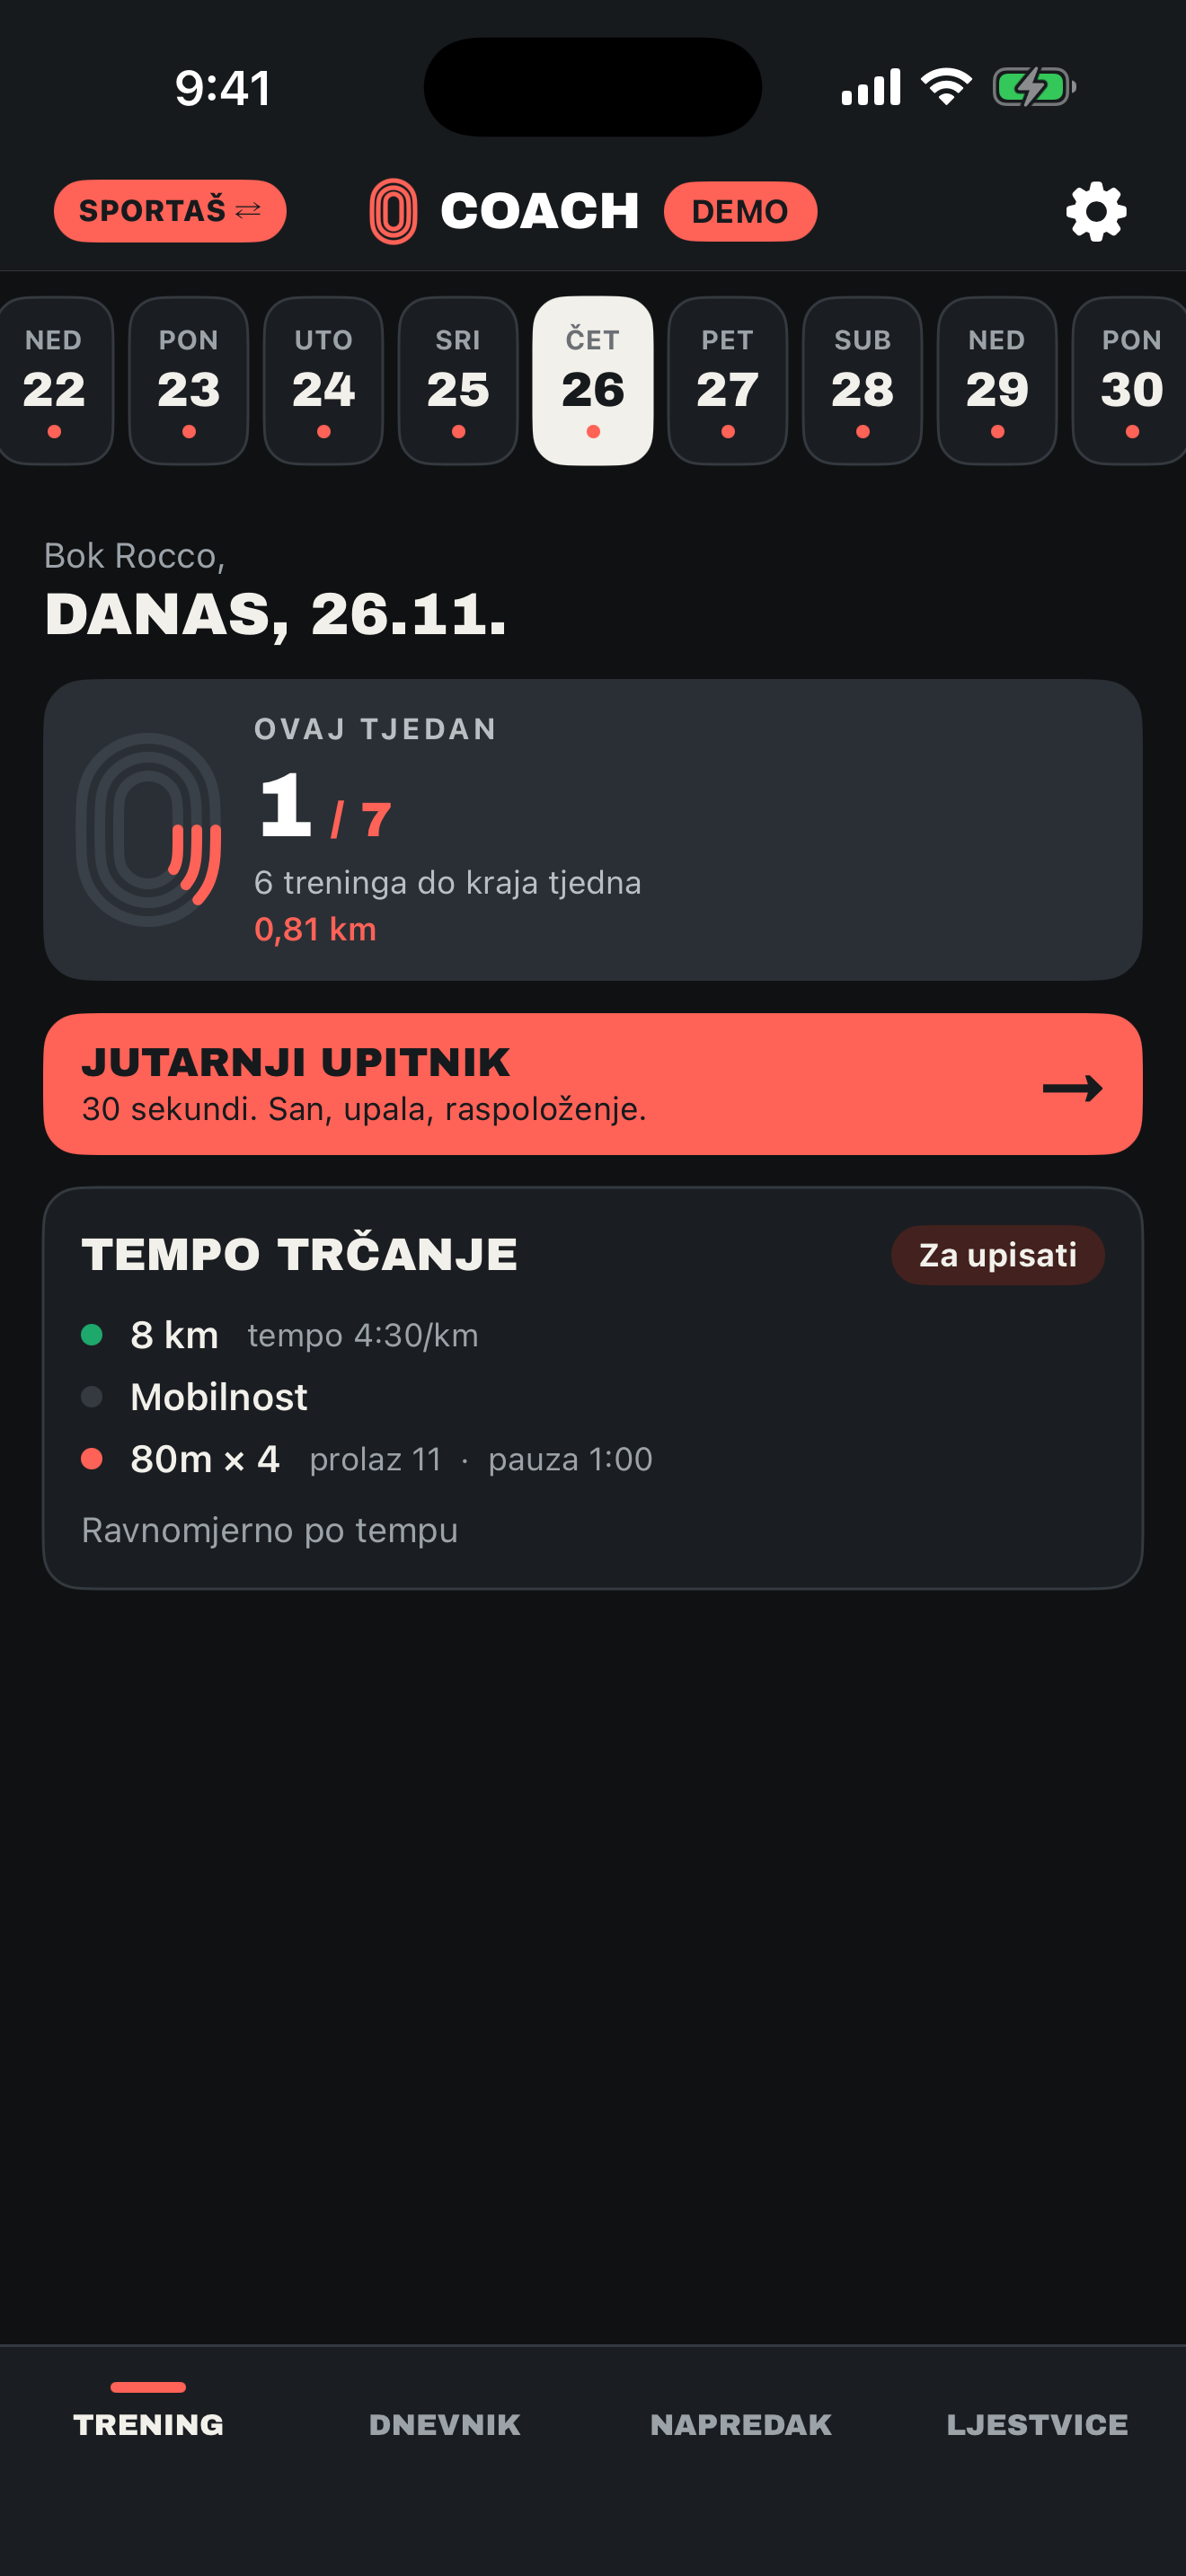 9:41
SPORTAŠ ⇄ COACH DEMO
NED PON UTO SRI ČET PET SUB NED PON
22 23 24 25 26 27 28 29 30
Bok Rocco,
DANAS, 26.11.
OVAJ TJEDAN
1 / 7
6 treninga do kraja tjedna
0,81 km
JUTARNJI UPITNIK
30 sekundi. San, upala, raspoloženje.
→
TEMPO TRČANJE Za upisati
8 km tempo 4:30/km
Mobilnost
80m × 4 prolaz 11 · pauza 1:00
Ravnomjerno po tempu
TRENING DNEVNIK NAPREDAK LJESTVICE